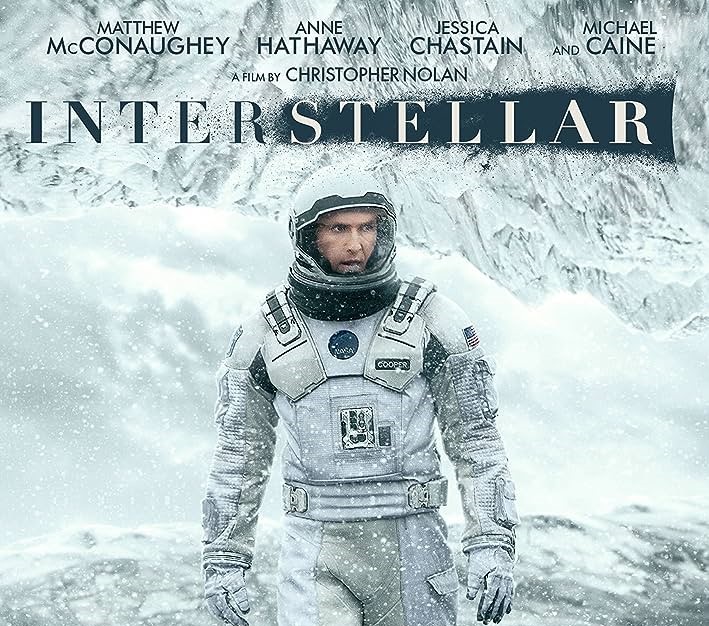 MATTHEW McCONAUGHEY
ANNE HATHAWAY
JESSICA CHASTAIN
AND MICHAEL CAINE
A FILM BY CHRISTOPHER NOLAN
INTERSTELLAR
NASA
COOPER